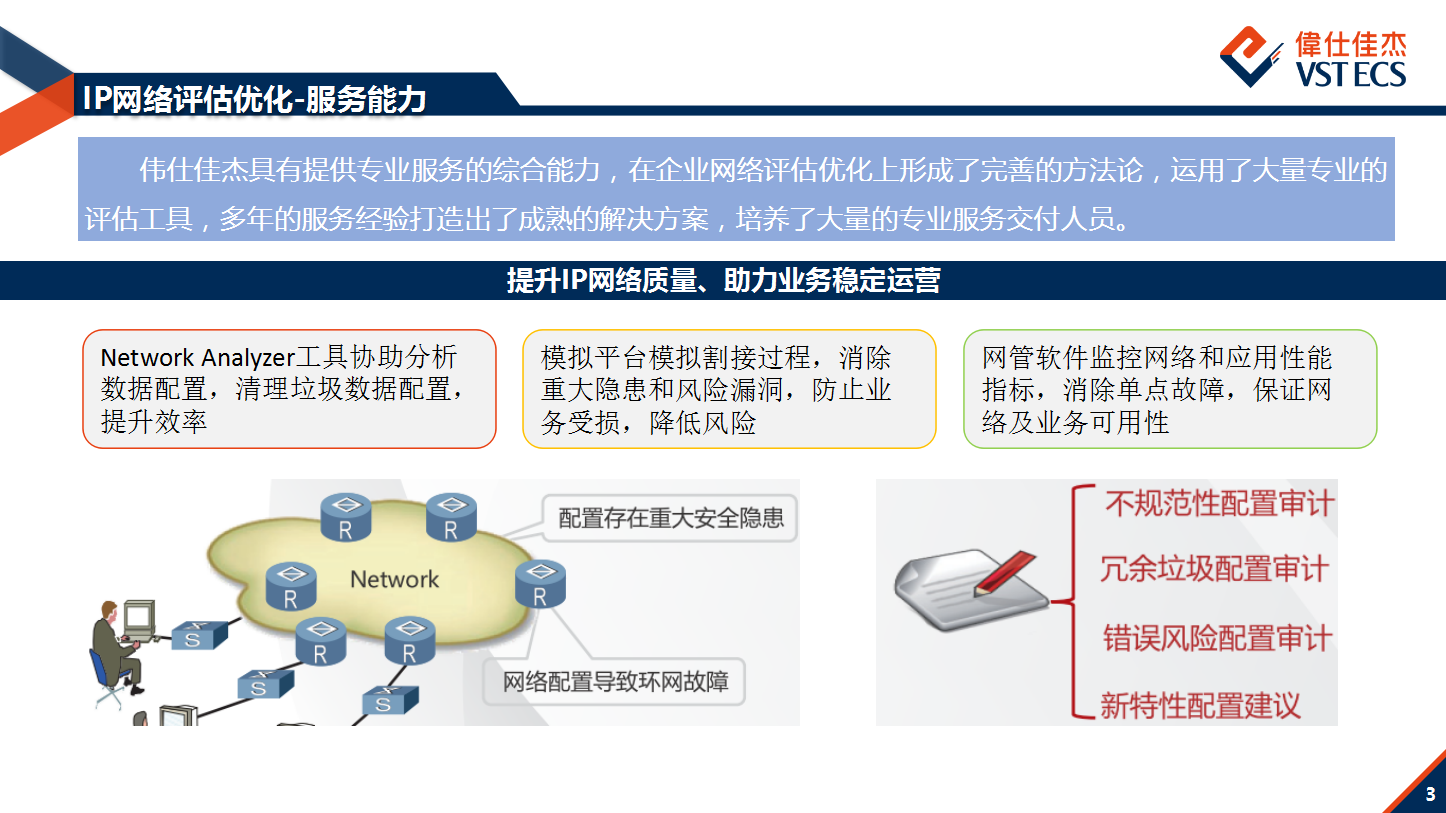 偉仕佳杰
VSTECS
IP网络评估优化-服务能力
伟仕佳杰具有提供专业服务的综合能力，在企业网络评估优化上形成了完善的方法论，运用了大量专业的
评估工具，多年的服务经验打造出了成熟的解决方案，培养了大量的专业服务交付人员。
提升IP网络质量、助力业务稳定运营
Network Analyzer工具协助分析
数据配置，清理垃圾数据配置，
提升效率
模拟平台模拟割接过程，消除
重大隐患和风险漏洞，防止业
务受损，降低风险
网管软件监控网络和应用性能
指标，消除单点故障，保证网
络及业务可用性
R
R
配置存在重大安全隐患
Network
R
R
S
R
R
S
S
网络配置导致环网故障
不规范性配置审计
冗余垃圾配置审计
错误风险配置审计
新特性配置建议
3